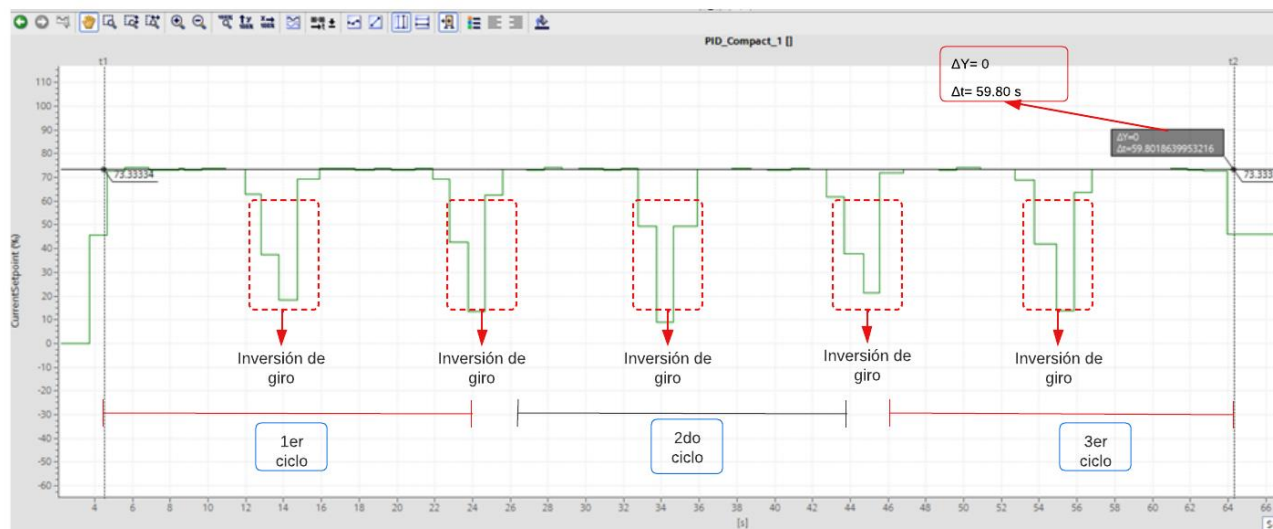 PID_Compact_1 []
t1
t2
ΔY= 0
Δt= 59.80 s
ΔY=0
Δt=59.8018639953216
73.33334
73.333
CurrentSetpoint (%)
110
100
90
80
70
60
50
40
30
20
10
0
-10
-20
-30
-40
-50
-60
Inversión de
giro
Inversión de
giro
Inversión de
giro
Inversión de
giro
Inversión de
giro
1er
ciclo
2do
ciclo
3er
ciclo
4 6 8 10 12 14 16 18 20 22 24 26 28 30 32 34 36 38 40 42 44 46 48 50 52 54 56 58 60 62 64 66
[s]